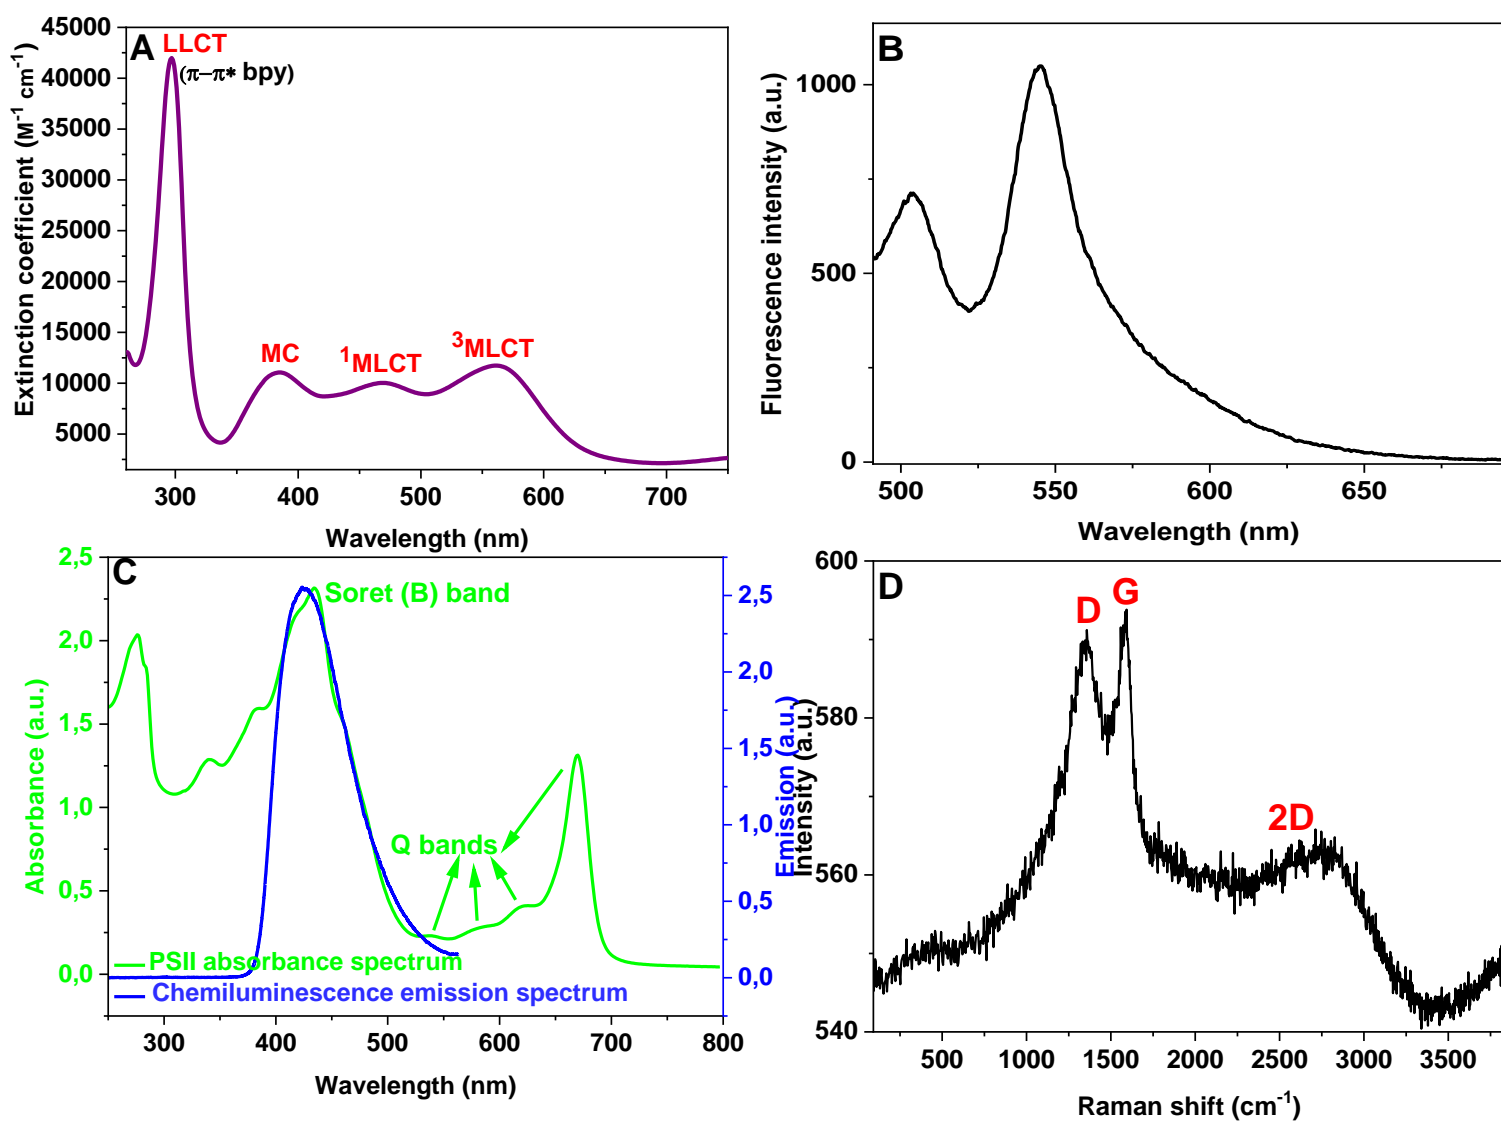 A
LLCT
(π–π* bpy)
MC
¹MLCT
³MLCT
45000
40000
35000
30000
25000
20000
15000
10000
5000
Extinction coefficient (M⁻¹ cm⁻¹)
300 400 500 600 700
Wavelength (nm)
B
1000
500
0
Fluorescence intensity (a.u.)
500 550 600 650
Wavelength (nm)
C
Soret (B) band
Q bands
PSII absorbance spectrum
Chemiluminescence emission spectrum
2,5
2,0
1,5
1,0
0,5
0,0
Absorbance (a.u.)
2,5
2,0
1,5
1,0
0,5
0,0
Emission (a.u.)
300 400 500 600 700 800
Wavelength (nm)
D
D
G
2D
600
580
560
540
Intensity (a.u.)
500 1000 1500 2000 2500 3000 3500
Raman shift (cm⁻¹)